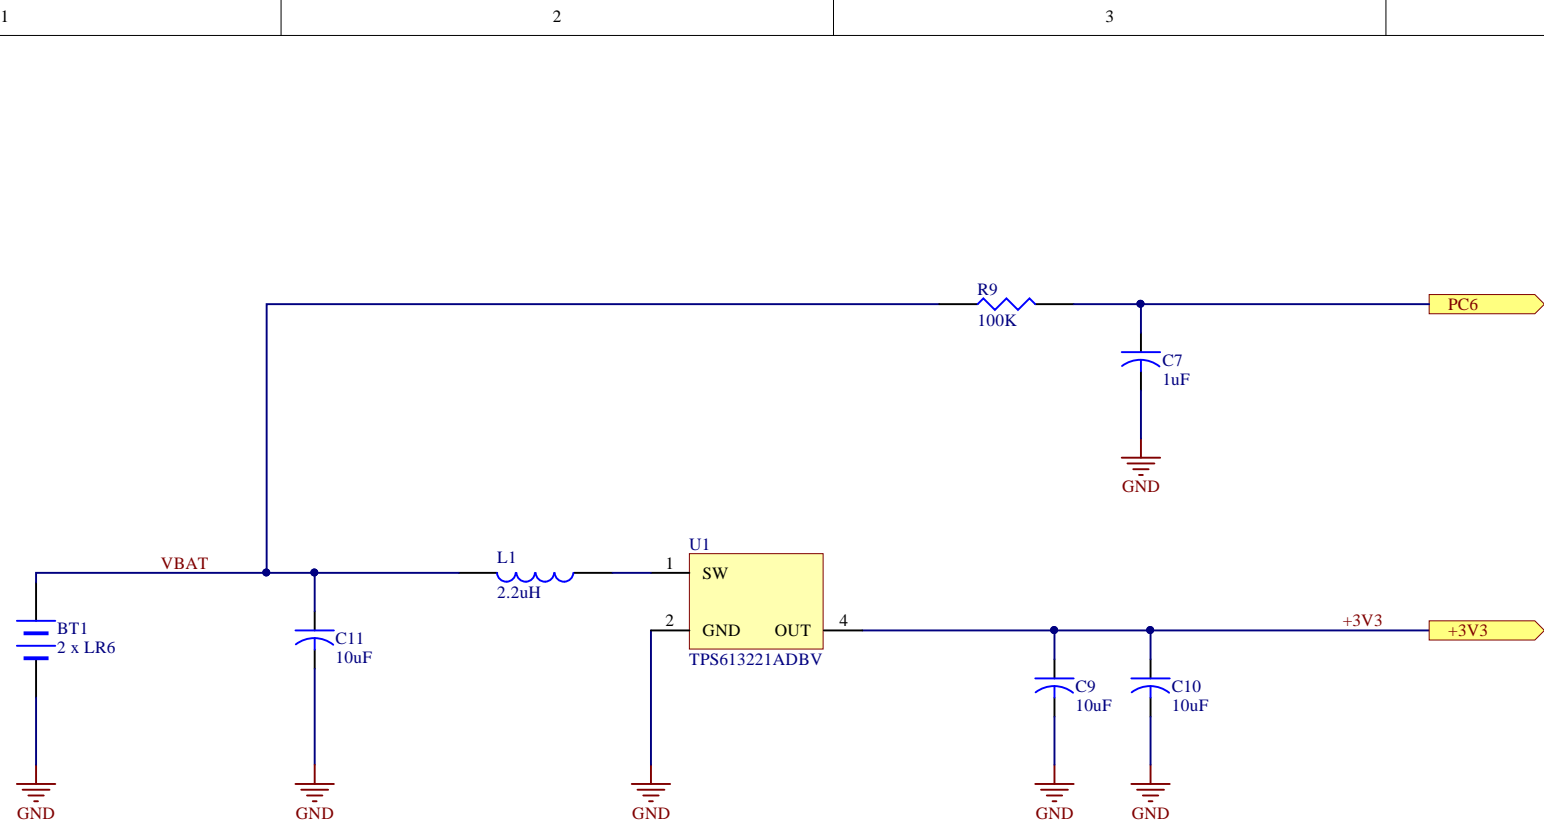 1
2
3
R9
100K
PC6
C7
1uF
GND
VBAT
L1
2.2uH
U1
1
SW
2
GND
OUT
4
TPS613221ADBV
+3V3
+3V3
BT1
2 x LR6
C11
10uF
C9
10uF
C10
10uF
GND
GND
GND
GND
GND